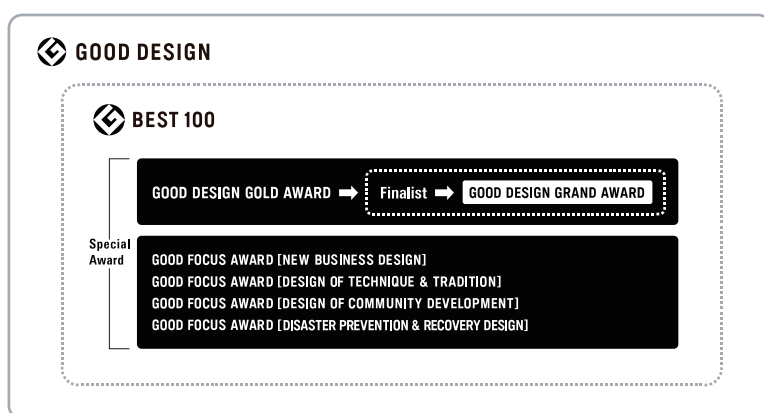 GOOD DESIGN
BEST 100
Special
Award
GOOD DESIGN GOLD AWARD
Finalist
GOOD DESIGN GRAND AWARD
GOOD FOCUS AWARD [NEW BUSINESS DESIGN]
GOOD FOCUS AWARD [DESIGN OF TECHNIQUE & TRADITION]
GOOD FOCUS AWARD [DESIGN OF COMMUNITY DEVELOPMENT]
GOOD FOCUS AWARD [DISASTER PREVENTION & RECOVERY DESIGN]